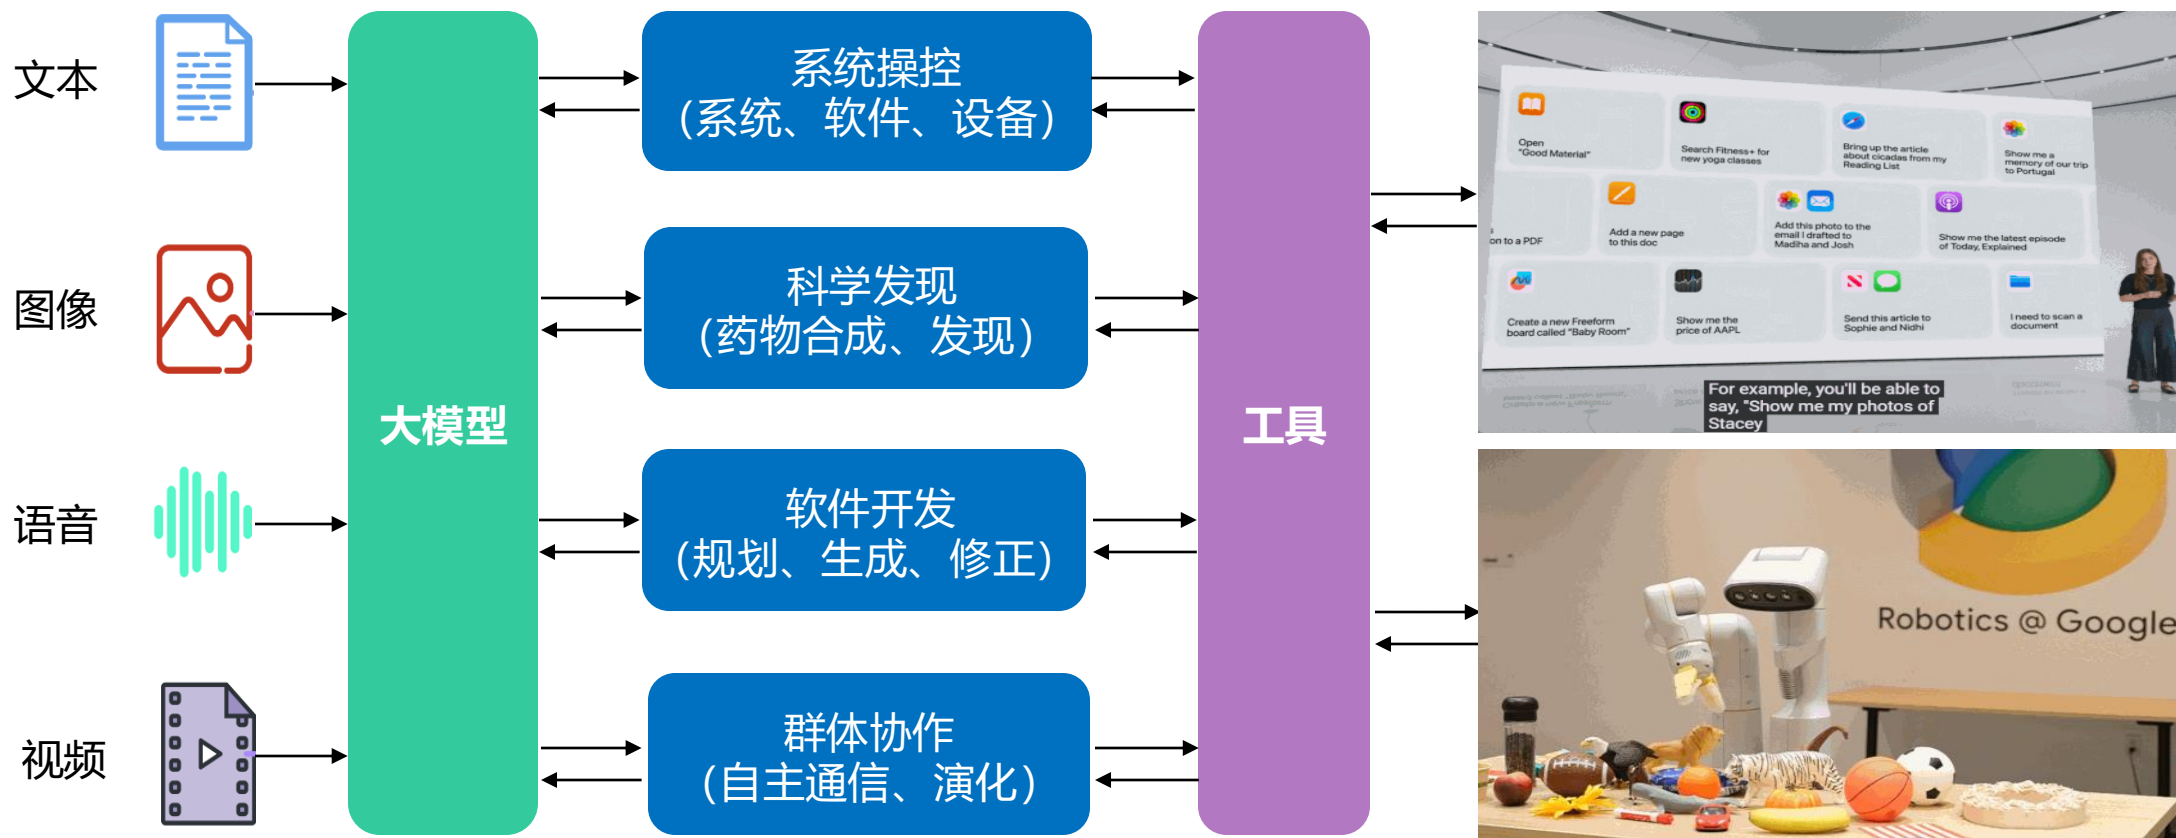 文本
图像
语音
视频
大模型
系统操控
（系统、软件、设备）
科学发现
（药物合成、发现）
软件开发
（规划、生成、修正）
群体协作
（自主通信、演化）
工具
Open
"Good Material"
Search Fitness+ for
new yoga classes
Bring up the article
about cicadas from my
Reading List
Show me a
memory of our trip
to Portugal
on to a PDF
Add a new page
to this doc
Add this photo to the
email I drafted to
Madiha and Josh
Show me the latest episode
of Today, Explained
Create a new Freeform
board called "Baby Room"
Show me the
price of AAPL
Send this article to
Sophie and Nidhi
I need to scan a
document
For example, you'll be able to
say, "Show me my photos of
Stacey
Robotics @ Google